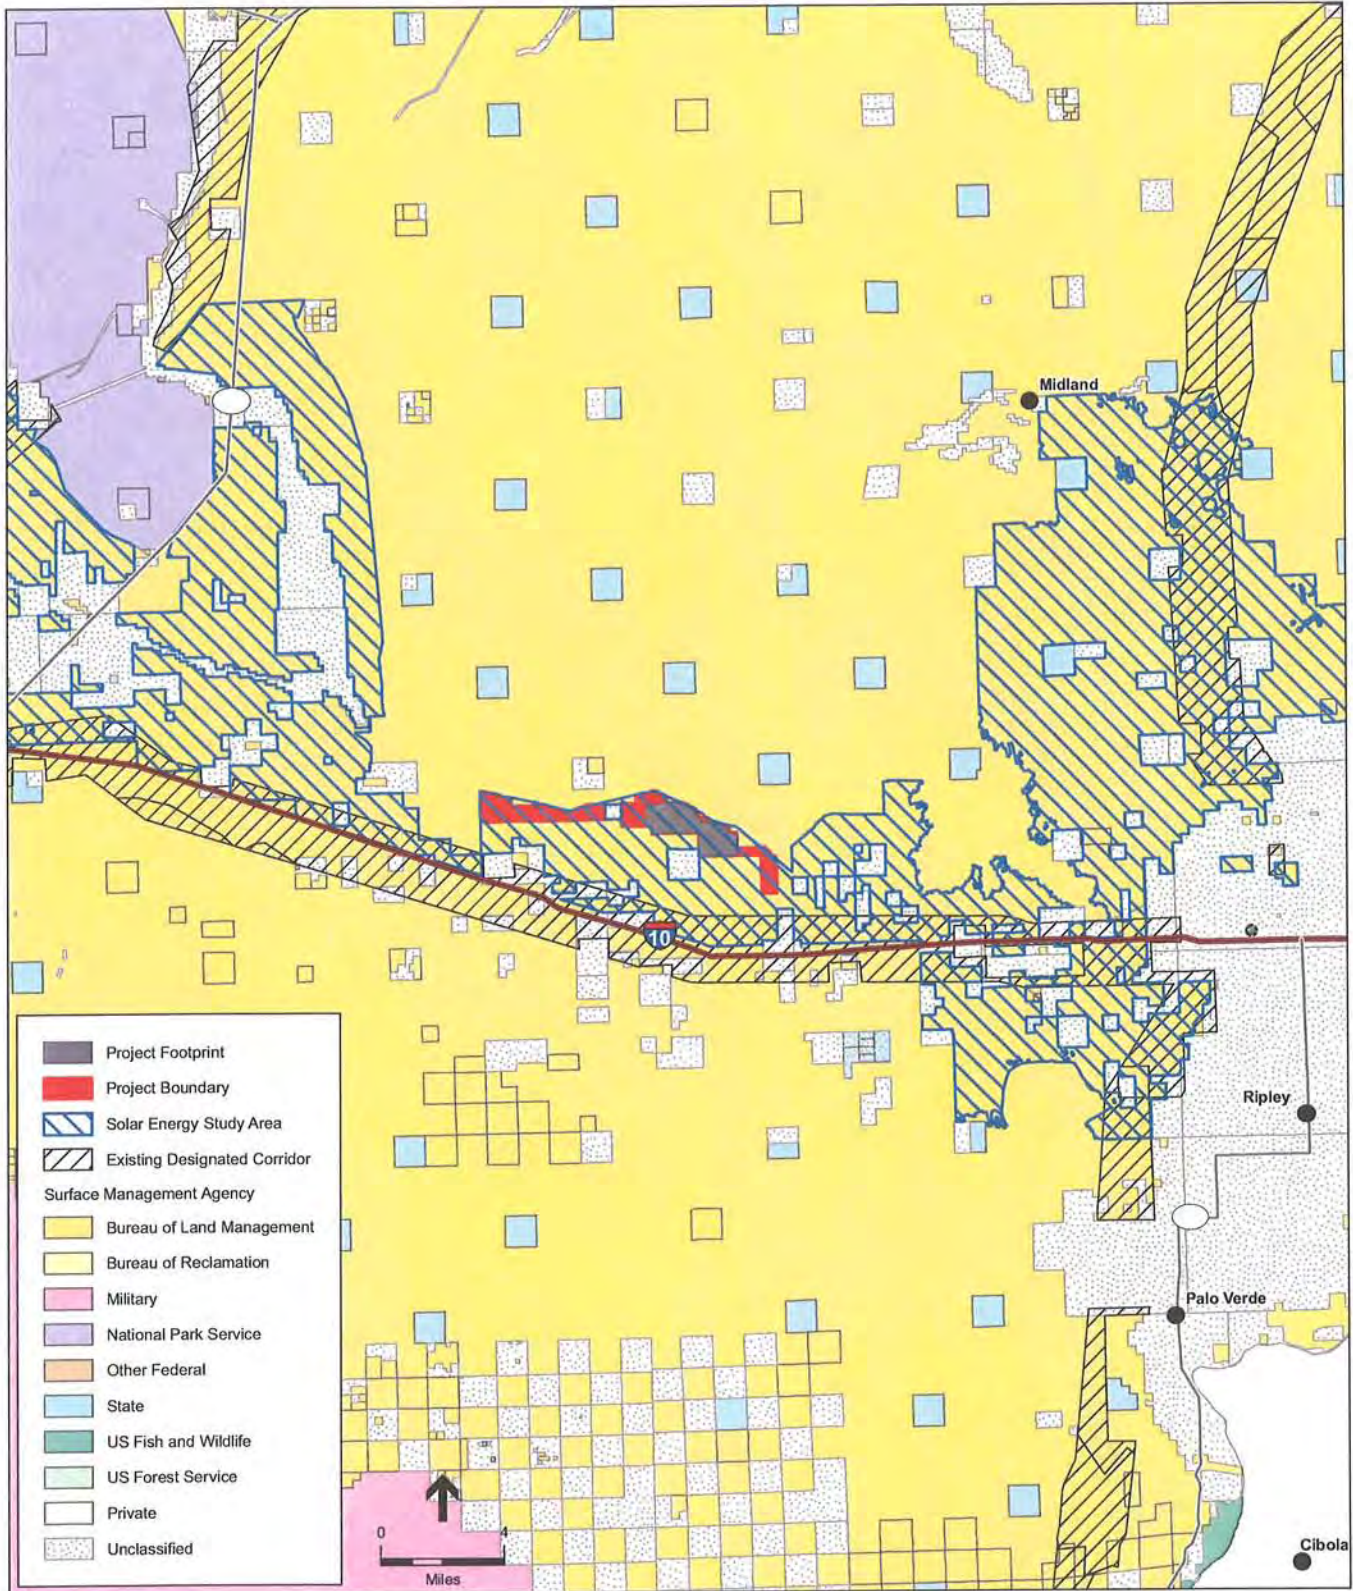 Midland
10
Project Footprint
Project Boundary
Solar Energy Study Area
Existing Designated Corridor
Surface Management Agency
Bureau of Land Management
Bureau of Reclamation
Military
National Park Service
Other Federal
State
US Fish and Wildlife
US Forest Service
Private
Unclassified
Ripley
Palo Verde
Cibola
0 4
Miles